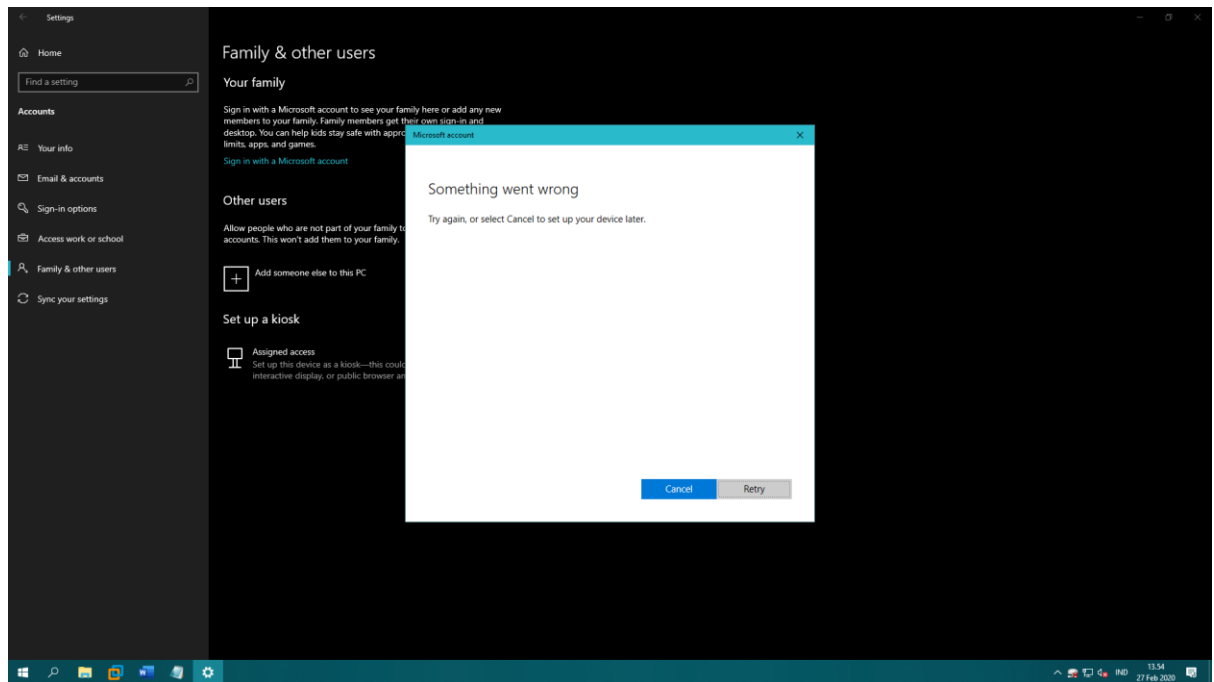 Settings
Home
Find a setting
Accounts
Your info
Email & accounts
Sign-in options
Access work or school
Family & other users
Sync your settings
Family & other users
Your family
Sign in with a Microsoft account to see your family here or add any new
members to your family. Family members get their own sign-in and
desktop. You can help kids stay safe with appro
limits, apps, and games.
Sign in with a Microsoft account
Other users
Allow people who are not part of your family to
accounts. This won't add them to your family.
Add someone else to this PC
Set up a kiosk
Assigned access
Set up this device as a kiosk—this could
interactive display, or public browser an
Microsoft account
Something went wrong
Try again, or select Cancel to set up your device later.
Cancel
Retry
IND
13.54
27 Feb 2020